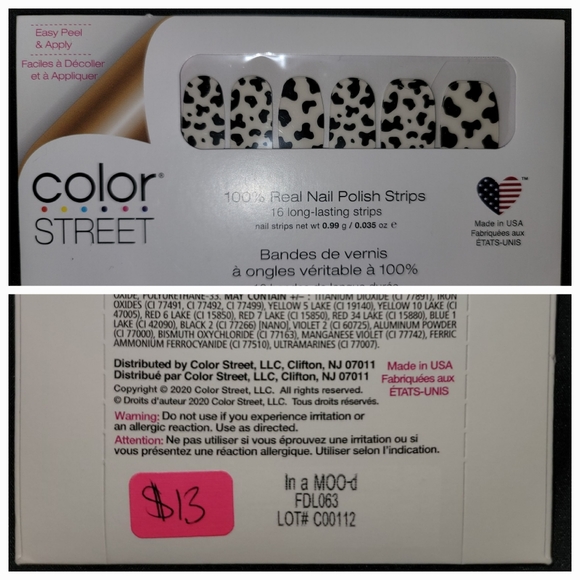 Easy Peel
& Apply
Faciles à Décoller
et à Appliquer
color®
STREET
100% Real Nail Polish Strips
16 long-lasting strips
nail strips net wt 0.99 g / 0.035 oz ℮
Made in USA
Fabriquées aux
ÉTATS-UNIS
™
Bandes de vernis
à ongles véritable à 100%
OXIDE, POLYURETHANE-33. MAY CONTAIN +/-: TITANIUM DIOXIDE (CI 77891), IRON
OXIDES (CI 77491, CI 77492, CI 77499), YELLOW 5 LAKE (CI 19140), YELLOW 10 LAKE (CI
47005), RED 6 LAKE (CI 15850), RED 7 LAKE (CI 15850), RED 34 LAKE (CI 15880), BLUE 1
LAKE (CI 42090), BLACK 2 (CI 77266) [NANO], VIOLET 2 (CI 60725), ALUMINUM POWDER
(CI 77000), BISMUTH OXYCHLORIDE (CI 77163), MANGANESE VIOLET (CI 77742), FERRIC
AMMONIUM FERROCYANIDE (CI 77510), ULTRAMARINES (CI 77007).
Distributed by Color Street, LLC, Clifton, NJ 07011
Distribué par Color Street, LLC, Clifton, NJ 07011
Made in USA
Fabriquées aux
ÉTATS-UNIS
Copyright © 2020 Color Street, LLC. All rights reserved.
© Droits d'auteur 2020 Color Street, LLC. Tous droits réservés.
Warning: Do not use if you experience irritation or
an allergic reaction. Use as directed.
Attention: Ne pas utiliser si vous éprouvez une irritation ou si
vous présentez une réaction allergique. Utiliser selon l'indication.
$13
In a MOO-d
FDL063
LOT# C00112